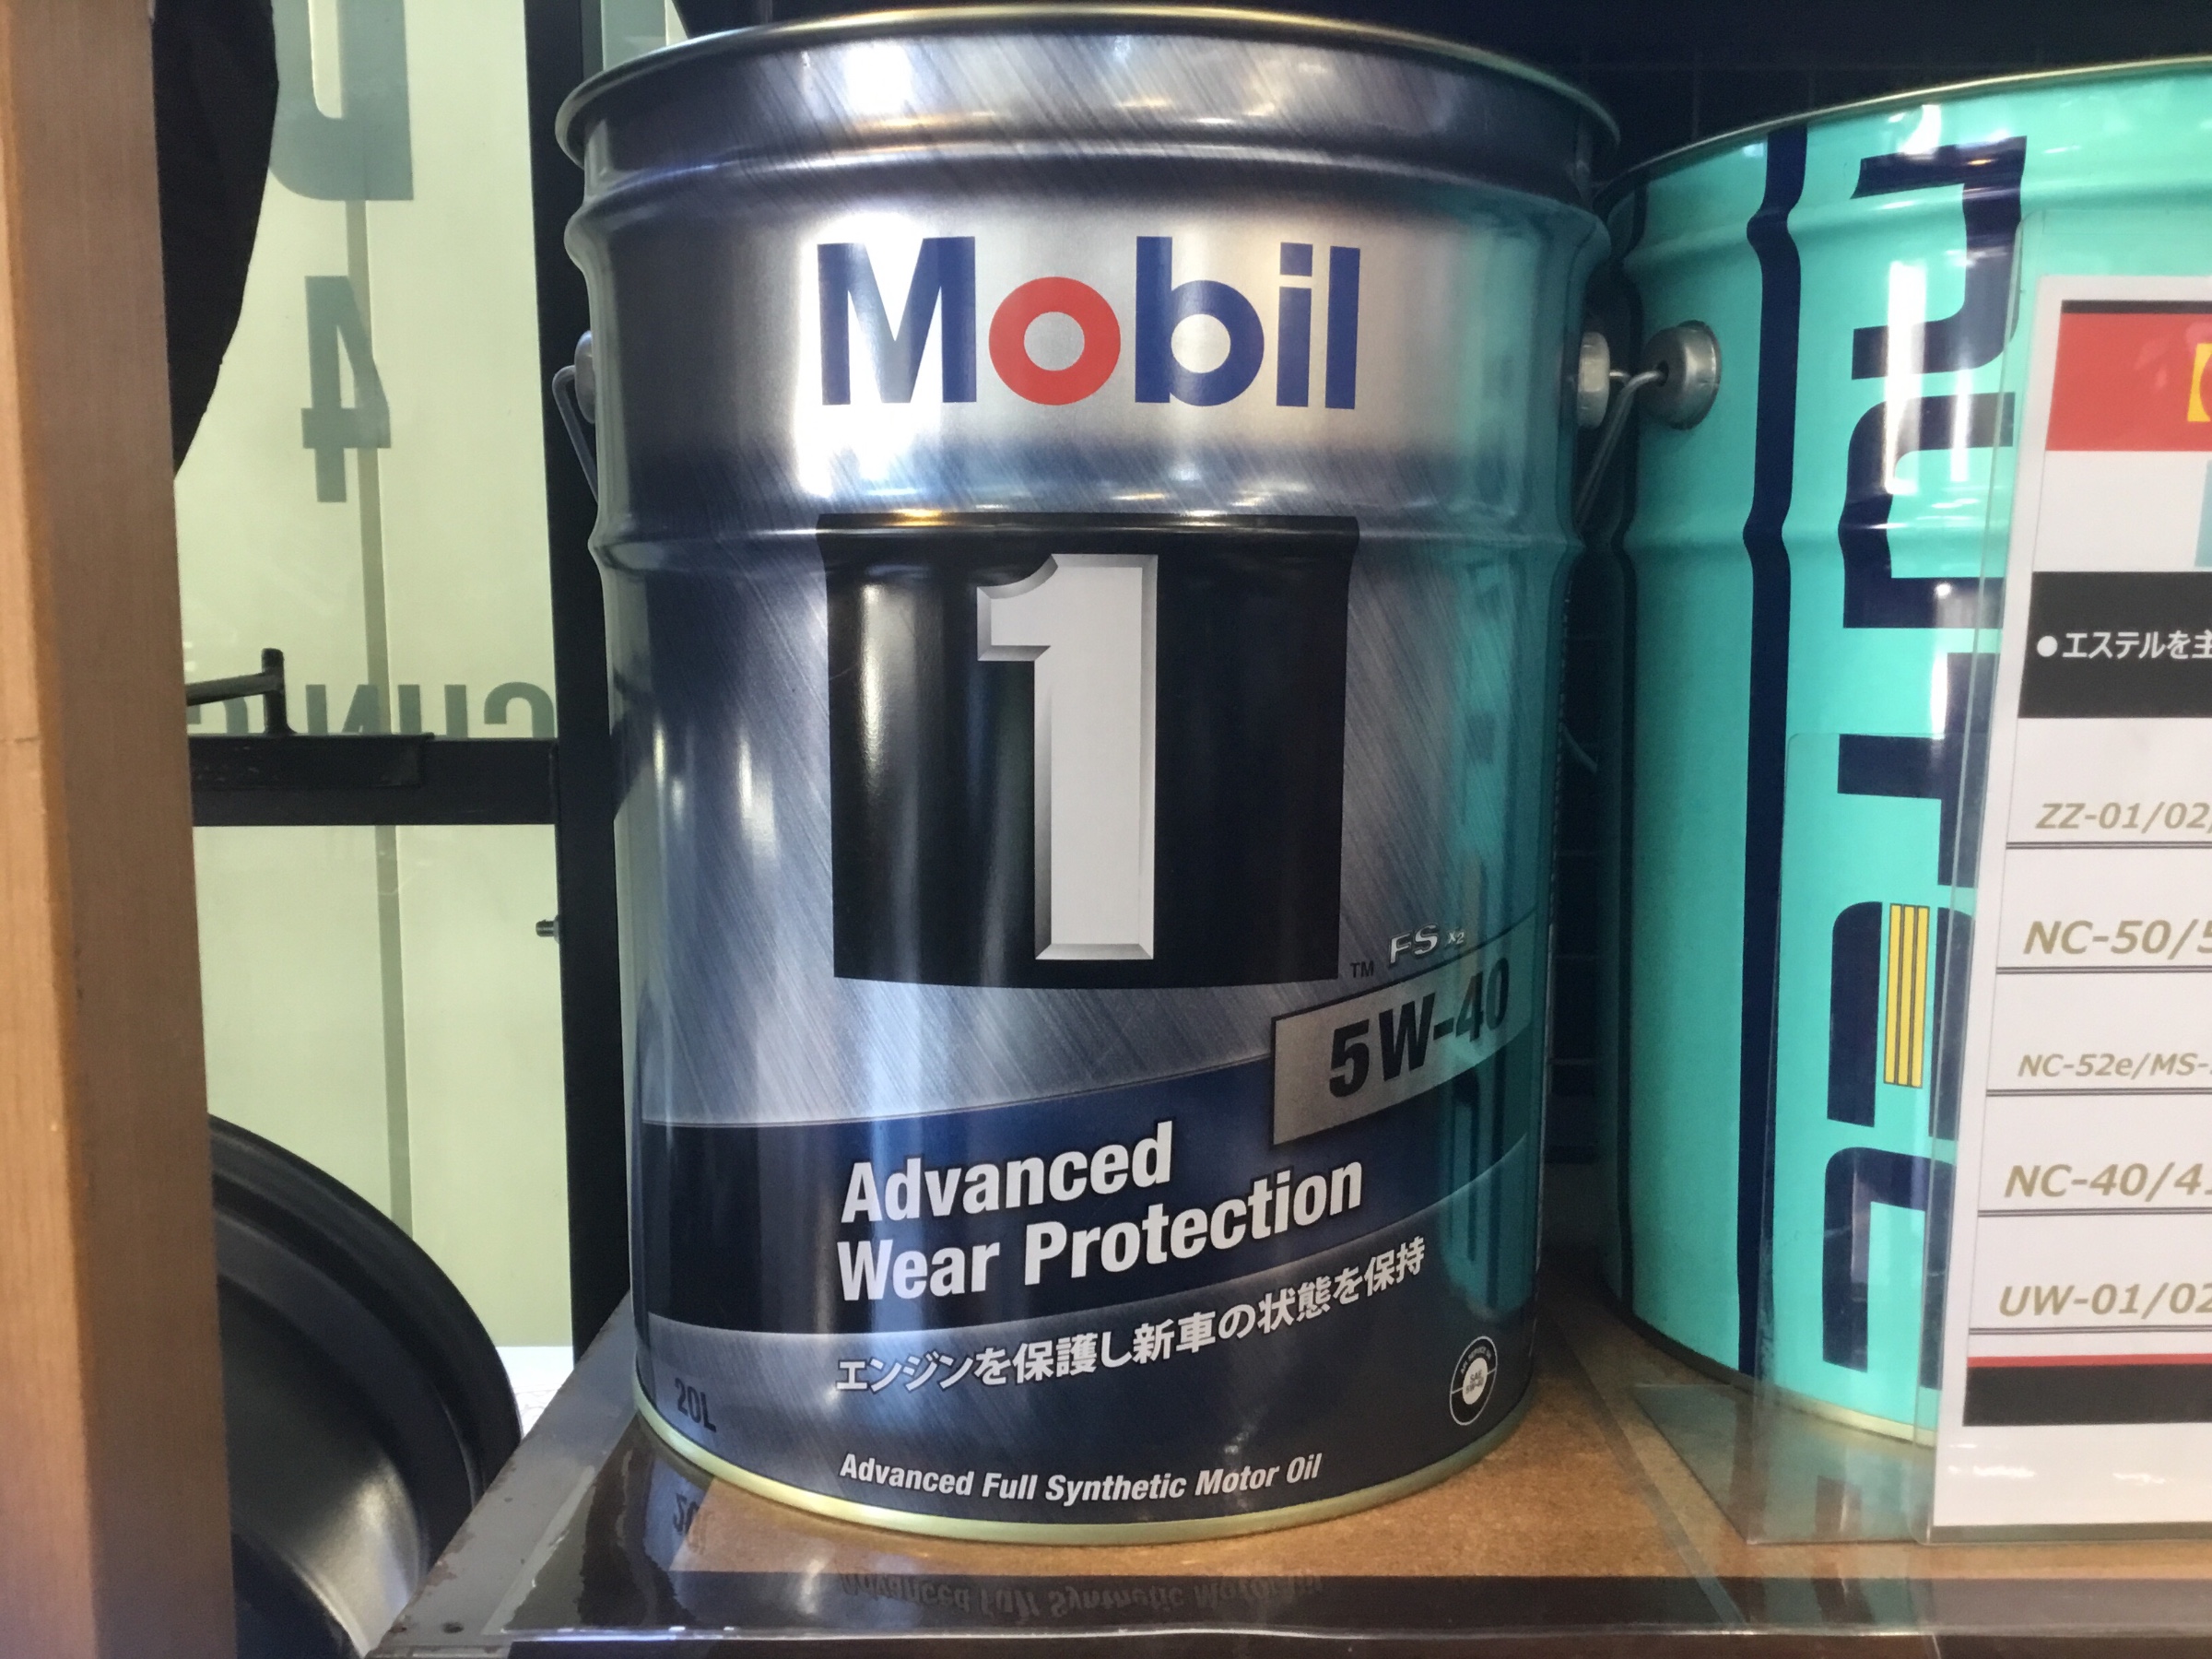 Mobil
1
TM
FS x2
5W-40
Advanced
Wear Protection
エンジンを保護し新車の状態を保持
20L
Advanced Full Synthetic Motor Oil
4
●エステルを主
ZZ-01/02
NC-50/5
NC-52e/MS-
NC-40/4
UW-01/02